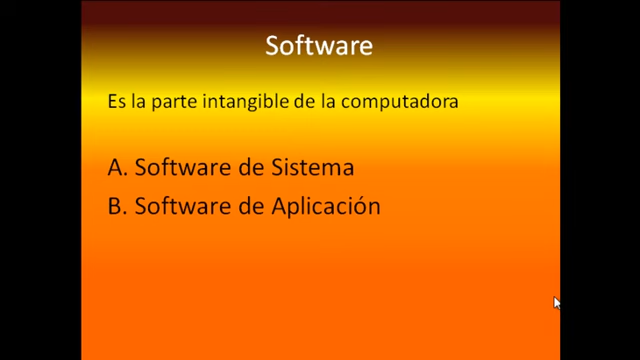 Software
Es la parte intangible de la computadora
A. Software de Sistema
B. Software de Aplicación